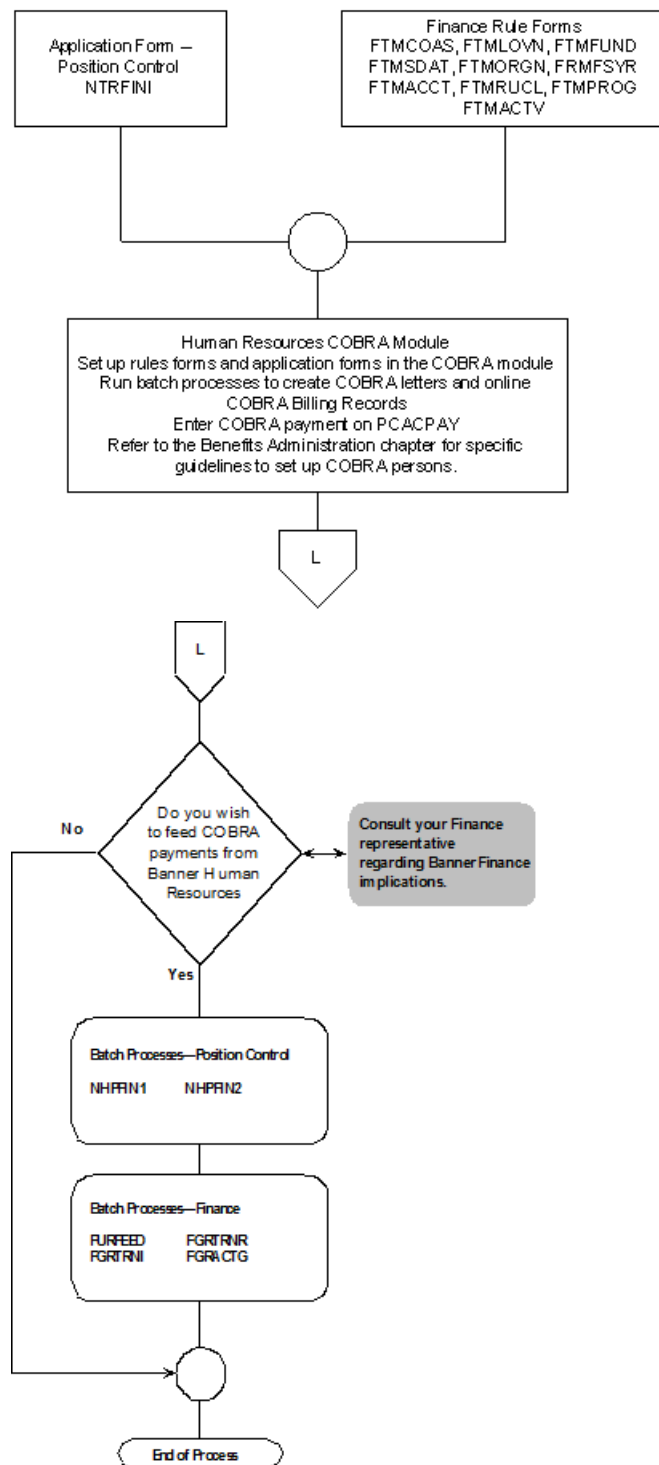 Application Form –
Position Control
NTRFINI
Finance Rule Forms
FTMCOAS, FTMLOVN, FTMFUND
FTMSDAT, FTMORGN, FRMFSYR
FTMACCT, FTMRUCL, FTMPROG
FTMACTV
Human Resources COBRA Module
Set up rules forms and application forms in the COBRA module
Run batch processes to create COBRA letters and online
COBRA Billing Records
Enter COBRA payment on PCACPAY
Refer to the Benefits Administration chapter for specific
guidelines to set up COBRA persons.
L
L
Do you wish
to feed COBRA
payments from
Banner Human
Resources
No
Consult your Finance
representative
regarding Banner Finance
implications.
Yes
Batch Processes—Position Control
NHPFIN1 NHPFIN2
Batch Processes—Finance
FURFEED FGRTRNR
FGRTRNI FGRACTG
End of Process